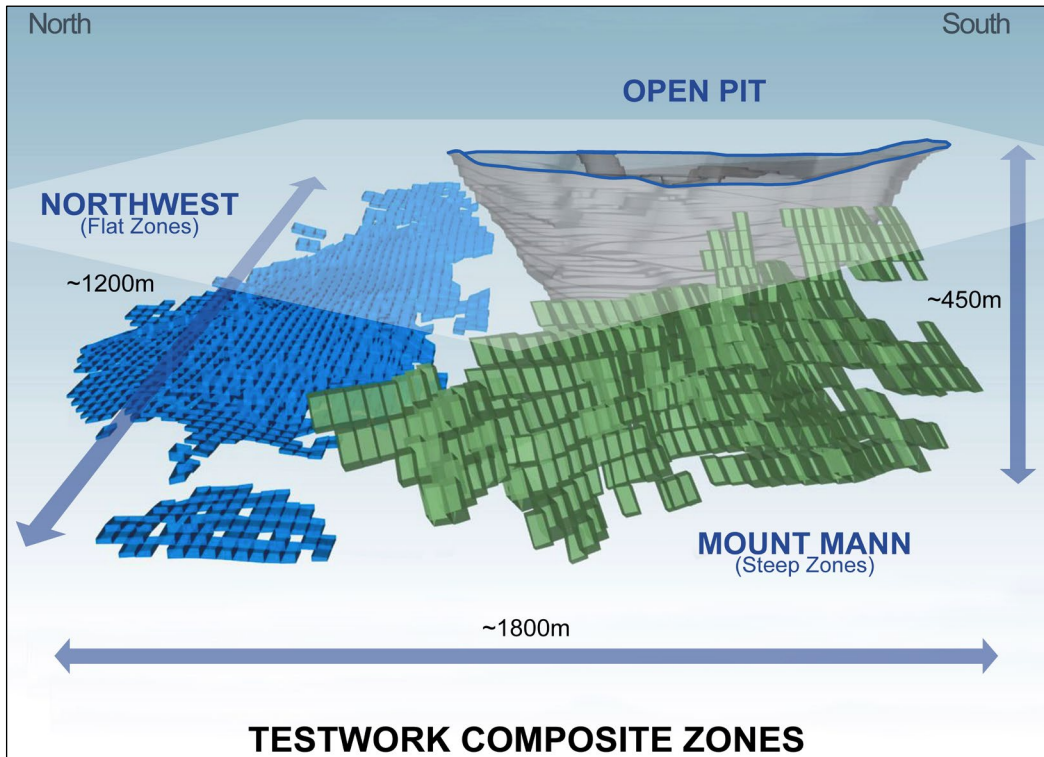 North
South
OPEN PIT
NORTHWEST
(Flat Zones)
~1200m
~450m
MOUNT MANN
(Steep Zones)
~1800m
TESTWORK COMPOSITE ZONES